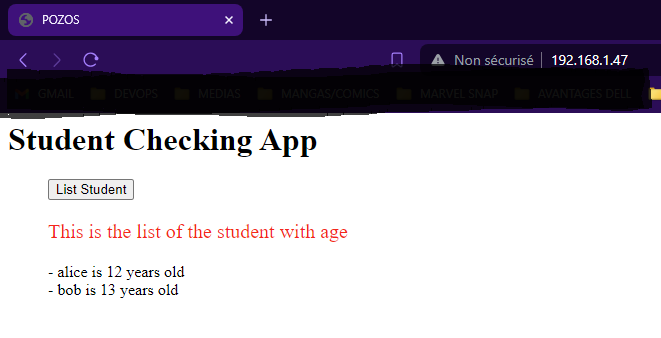 POZOS
Non sécurisé 192.168.1.47
GMAIL DEVOPS MEDIAS MANGAS/COMICS MARVEL SNAP AVANTAGES DELL
Student Checking App
List Student
This is the list of the student with age
- alice is 12 years old
- bob is 13 years old